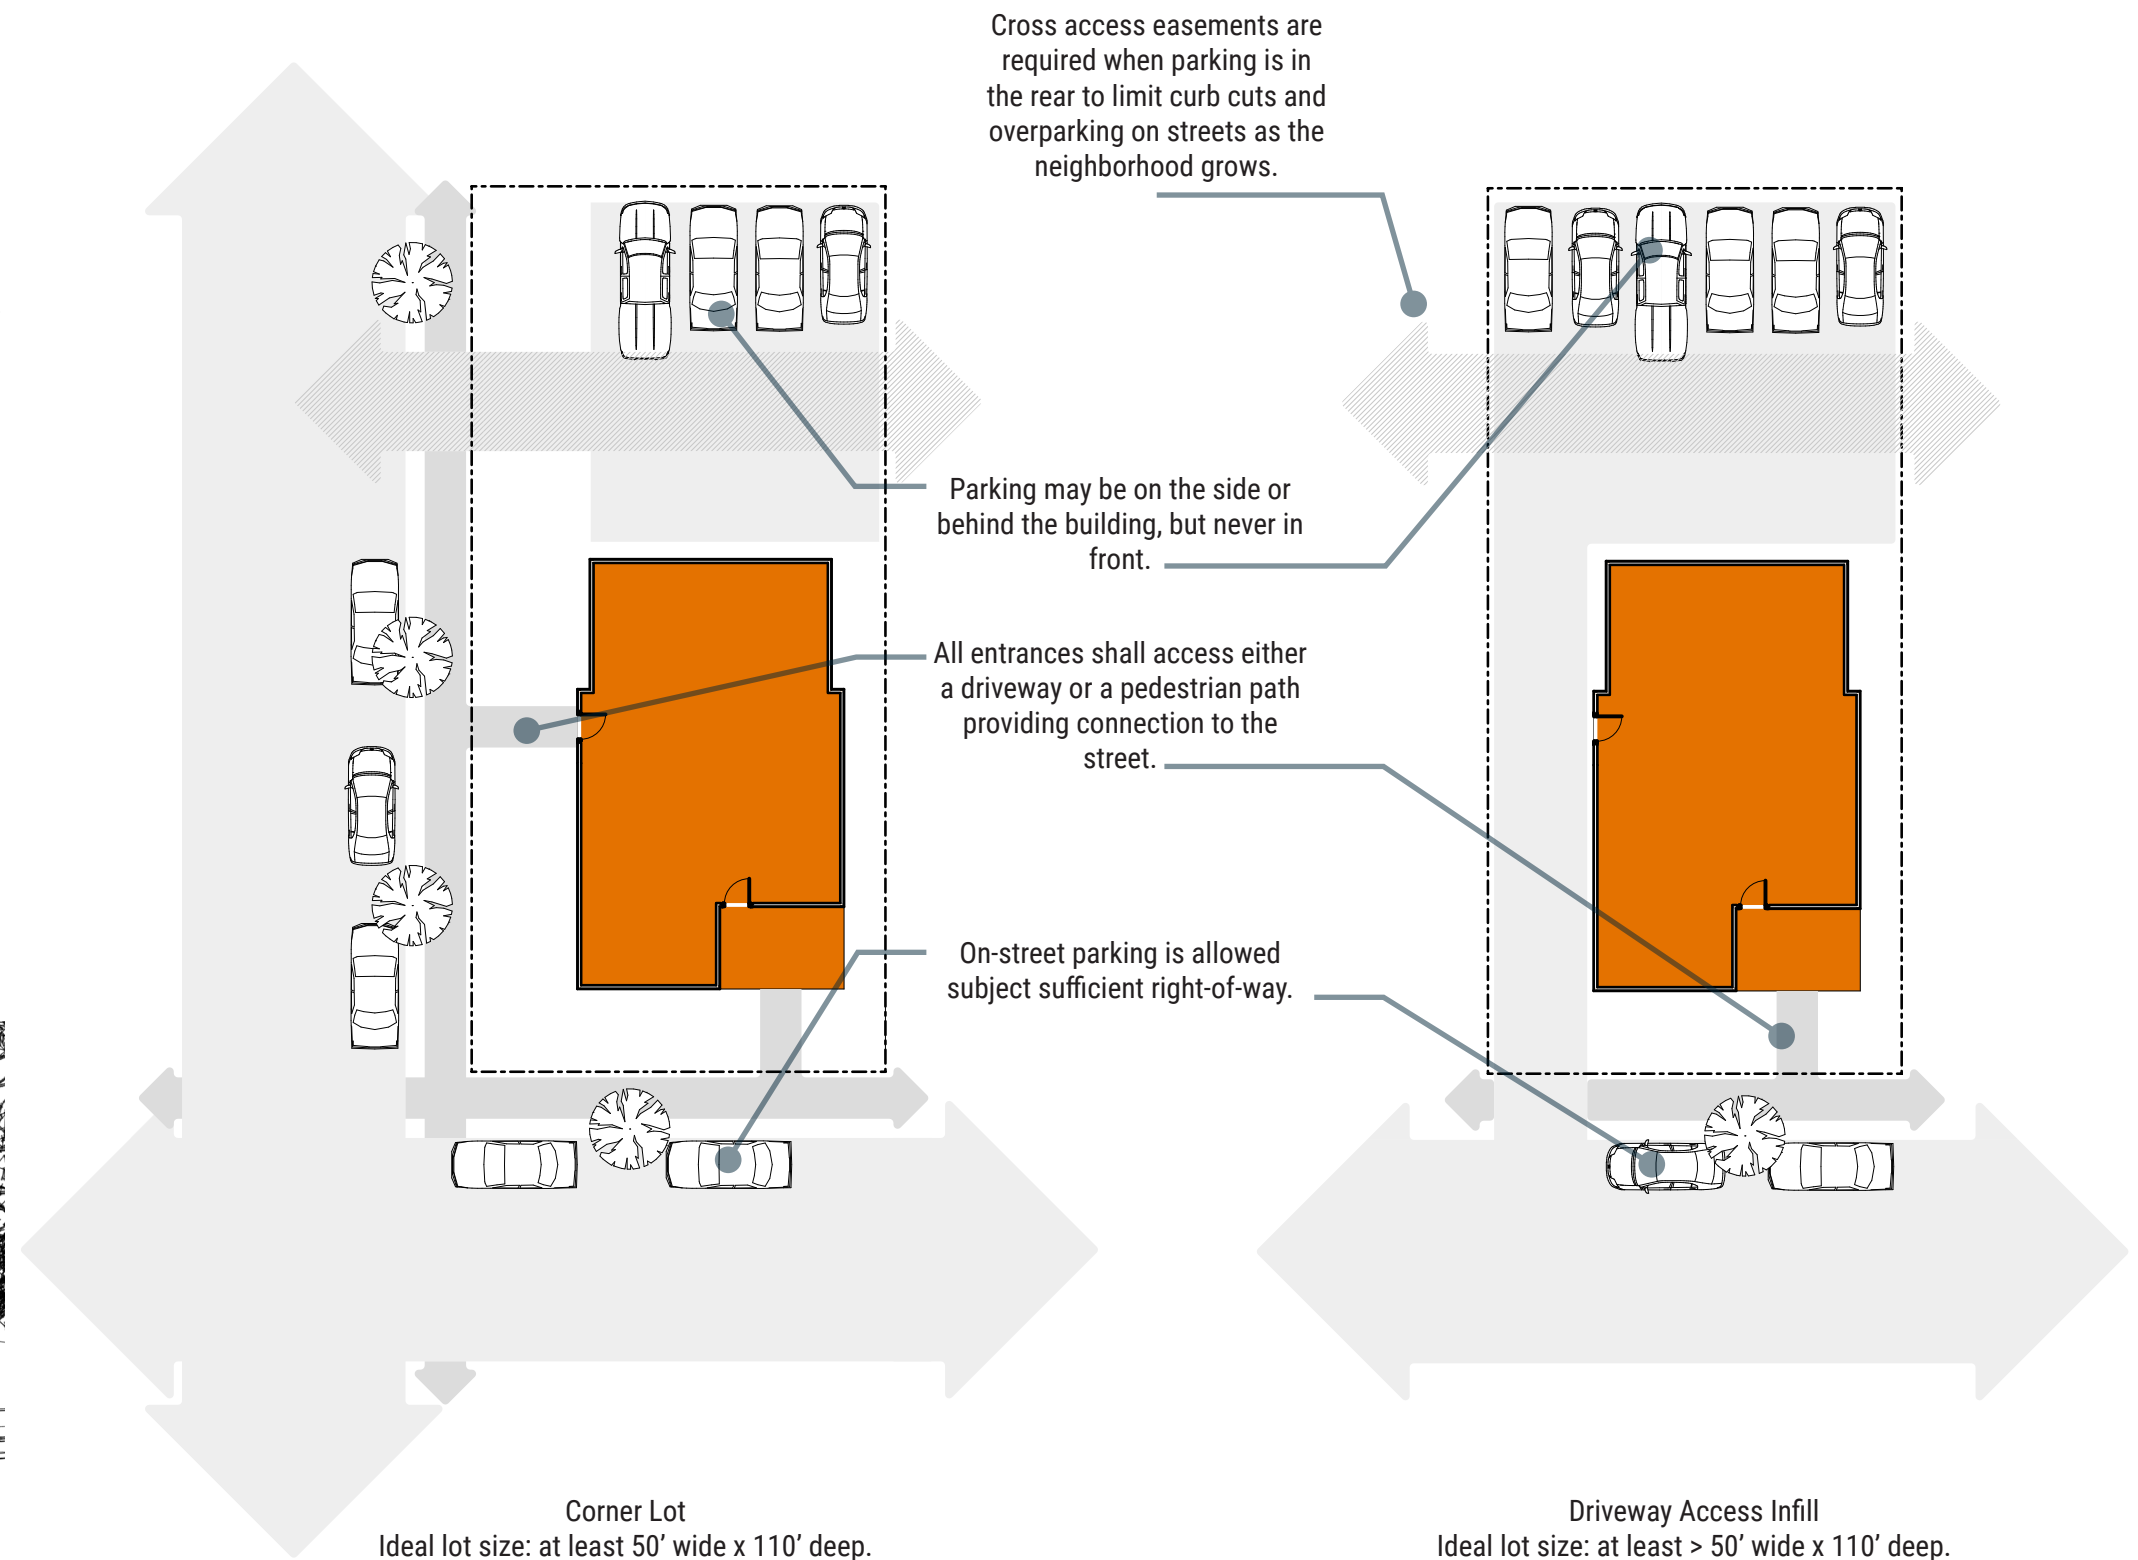 Cross access easements are
required when parking is in
the rear to limit curb cuts and
overparking on streets as the
neighborhood grows.
Parking may be on the side or
behind the building, but never in
front.
All entrances shall access either
a driveway or a pedestrian path
providing connection to the
street.
On-street parking is allowed
subject sufficient right-of-way.
Corner Lot
Ideal lot size: at least 50’ wide x 110’ deep.
Driveway Access Infill
Ideal lot size: at least > 50’ wide x 110’ deep.